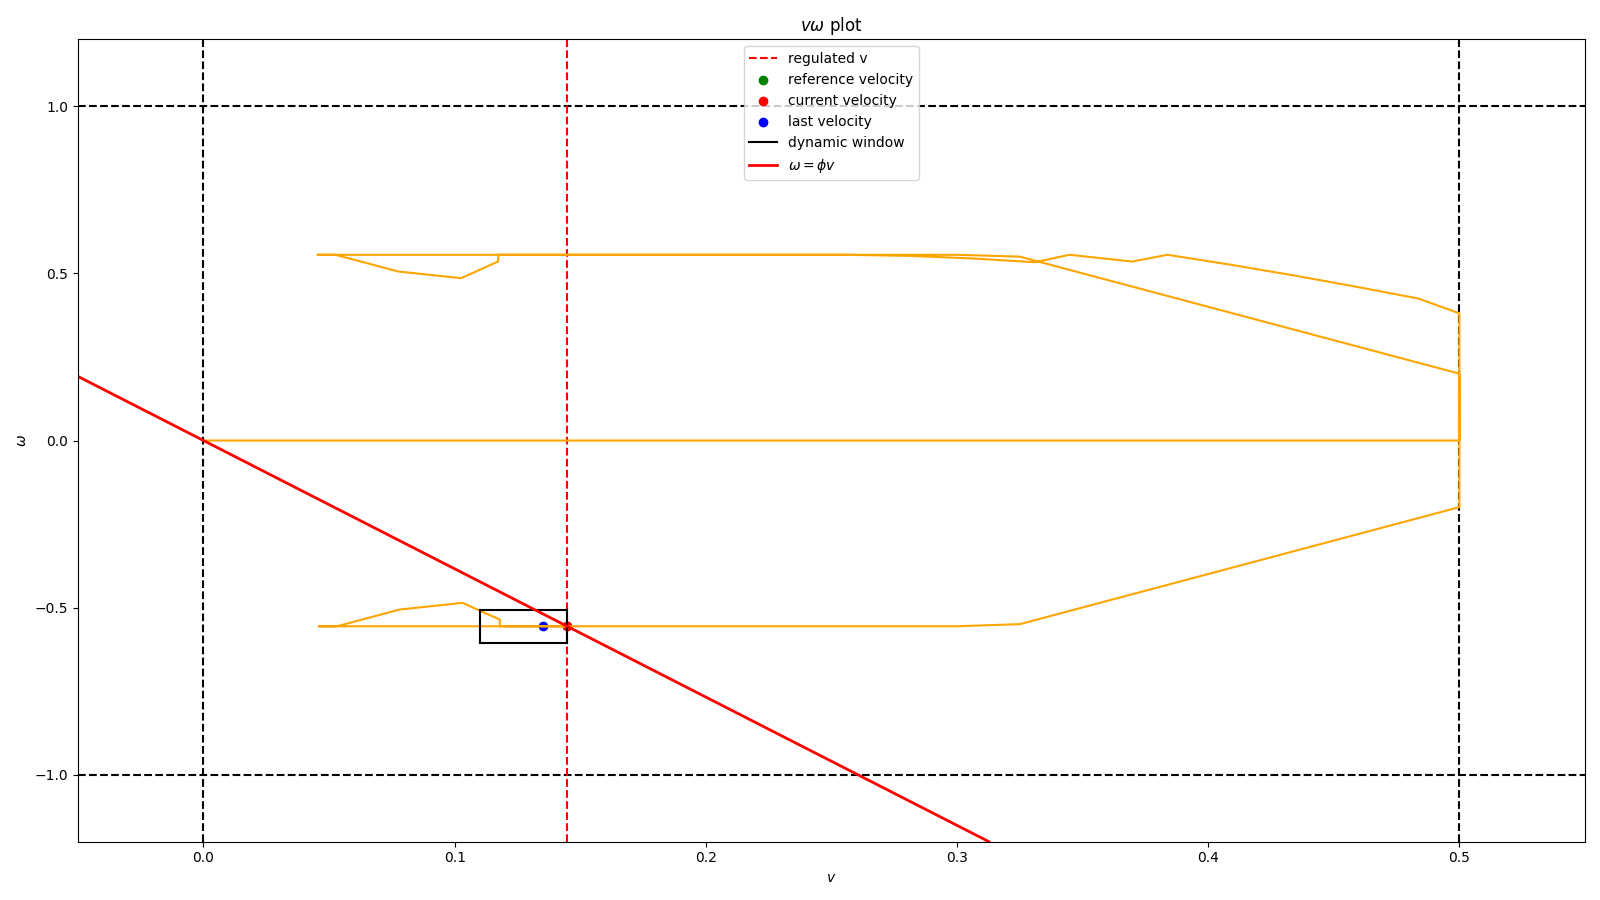 vω plot
regulated v
reference velocity
current velocity
last velocity
dynamic window
ω = ϕv
1.0
0.5
0.0
−0.5
−1.0
ω
0.0 0.1 0.2 0.3 0.4 0.5
v